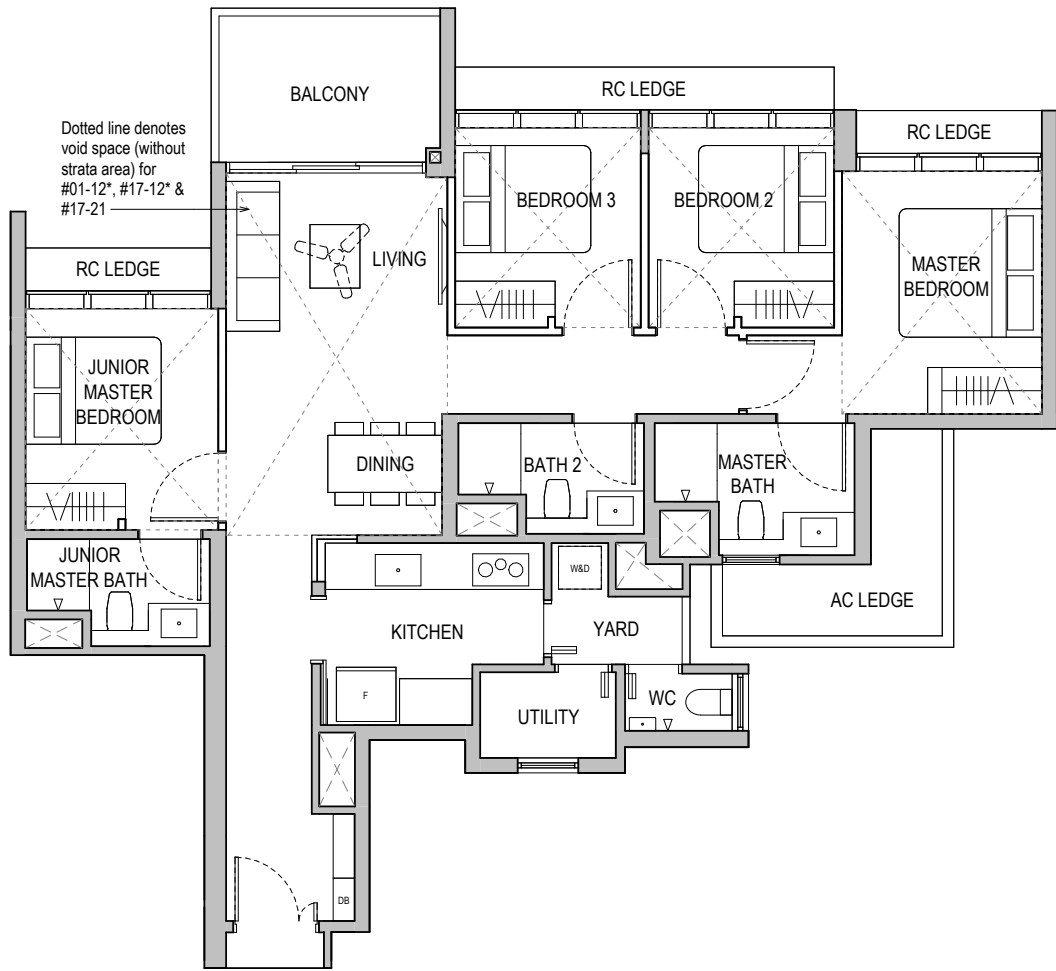 BALCONY
RC LEDGE
RC LEDGE
Dotted line denotes
void space (without
strata area) for
#01-12*, #17-12* &
#17-21
BEDROOM 3
BEDROOM 2
LIVING
RC LEDGE
MASTER
BEDROOM
JUNIOR
MASTER
BEDROOM
DINING
BATH 2
MASTER
BATH
JUNIOR
MASTER BATH
W&D
AC LEDGE
KITCHEN
YARD
F
WC
UTILITY
DB